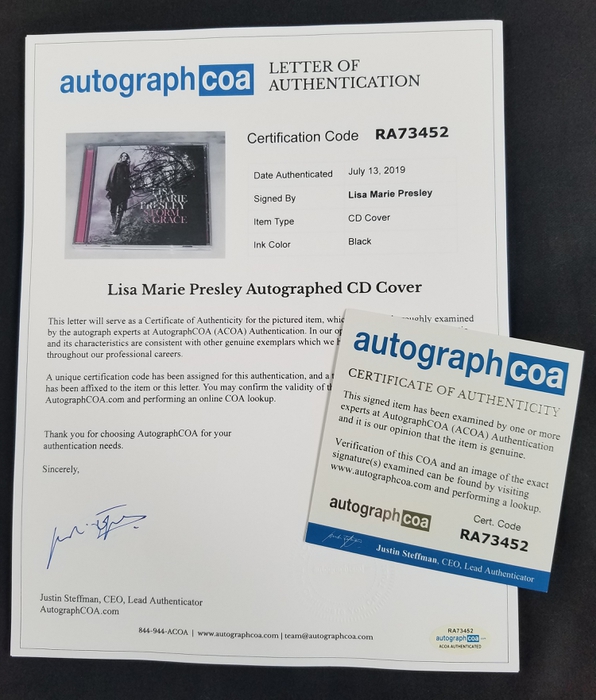 autographcoa
LETTER OF
AUTHENTICATION
Certification Code RA73452
Date Authenticated July 13, 2019
Signed By Lisa Marie Presley
Item Type CD Cover
Ink Color Black
LISA
MARIE
PRESLEY
STORM
& GRACE
Lisa Marie Presley Autographed CD Cover
This letter will serve as a Certificate of Authenticity for the pictured item, examined
by the autograph experts at AutographCOA (ACOA) Authentication. In our
and its characteristics are consistent with other genuine exemplars which we
throughout our professional careers.
A unique certification code has been assigned for this authentication, and a
has been affixed to the item or this letter. You may confirm the validity of
AutographCOA.com and performing an online COA lookup.
Thank you for choosing AutographCOA for your
authentication needs.
Sincerely,
Justin Steffman, CEO, Lead Authenticator
AutographCOA.com
844-944-ACOA | www.autographcoa.com | team@autographcoa.com
RA73452
autographcoa
ACOA AUTHENTICATED
autographcoa
CERTIFICATE OF AUTHENTICITY
This signed item has been examined by one or more
experts at AutographCOA (ACOA) Authentication
and it is our opinion that the item is genuine.
Verification of this COA and an image of the exact
signature(s) examined can be found by visiting
www.autographcoa.com and performing a lookup.
autographcoa
Cert. Code
RA73452
Justin Steffman, CEO, Lead Authenticator